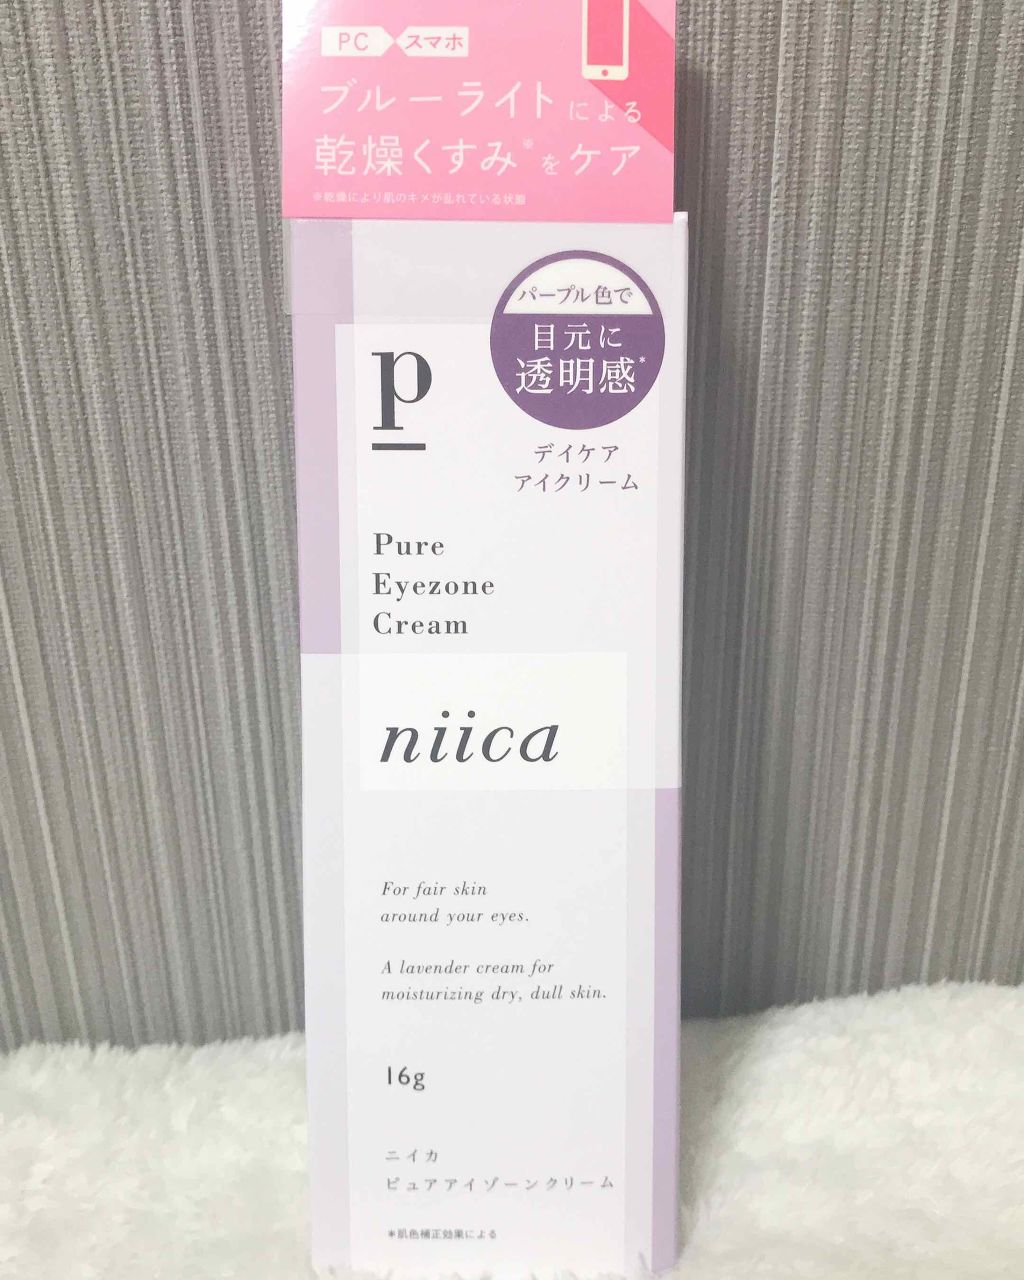 PC スマホ
ブルーライトによる
乾燥くすみ※をケア
※乾燥により肌のキメが乱れている状態
パープル色で
目元に
透明感*
デイケア
アイクリーム
p
Pure
Eyezone
Cream
niica
For fair skin
around your eyes.
A lavender cream for
moisturizing dry, dull skin.
16g
ニイカ
ピュアアイゾーンクリーム
*肌色補正効果による